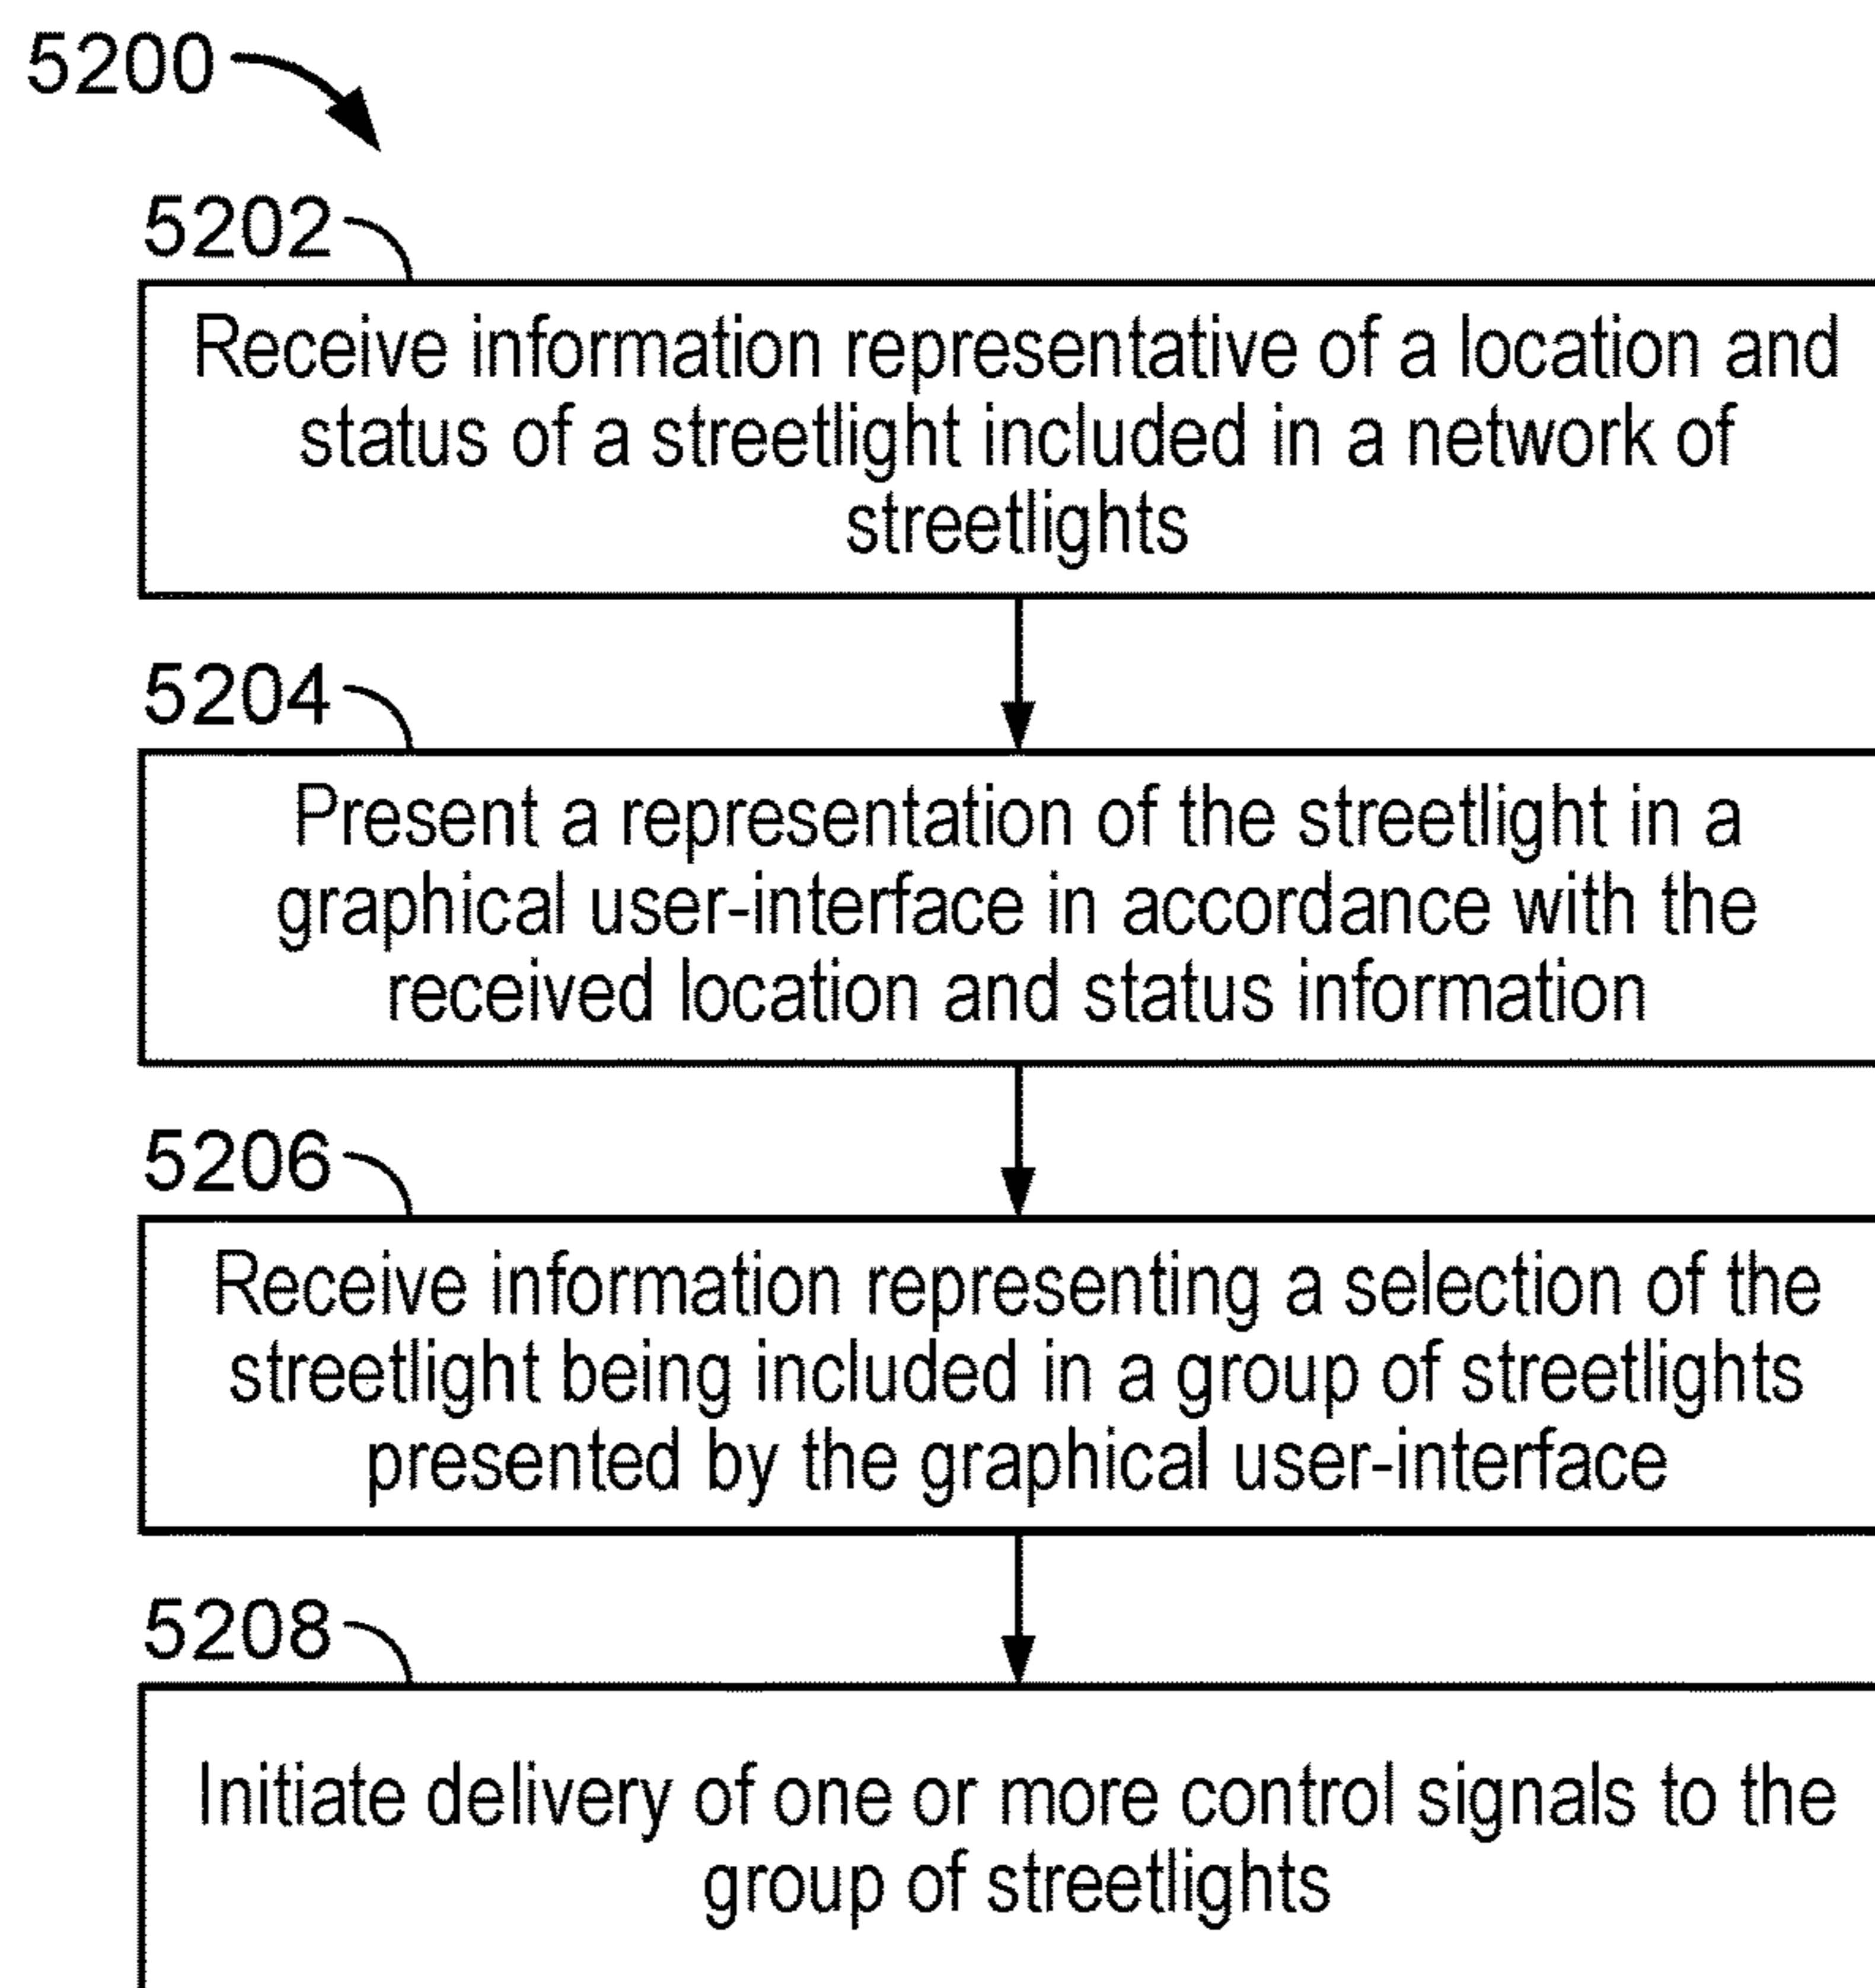 5200
5202
Receive information representative of a location and
status of a streetlight included in a network of
streetlights
5204
Present a representation of the streetlight in a
graphical user-interface in accordance with the
received location and status information
5206
Receive information representing a selection of the
streetlight being included in a group of streetlights
presented by the graphical user-interface
5208
Initiate delivery of one or more control signals to the
group of streetlights